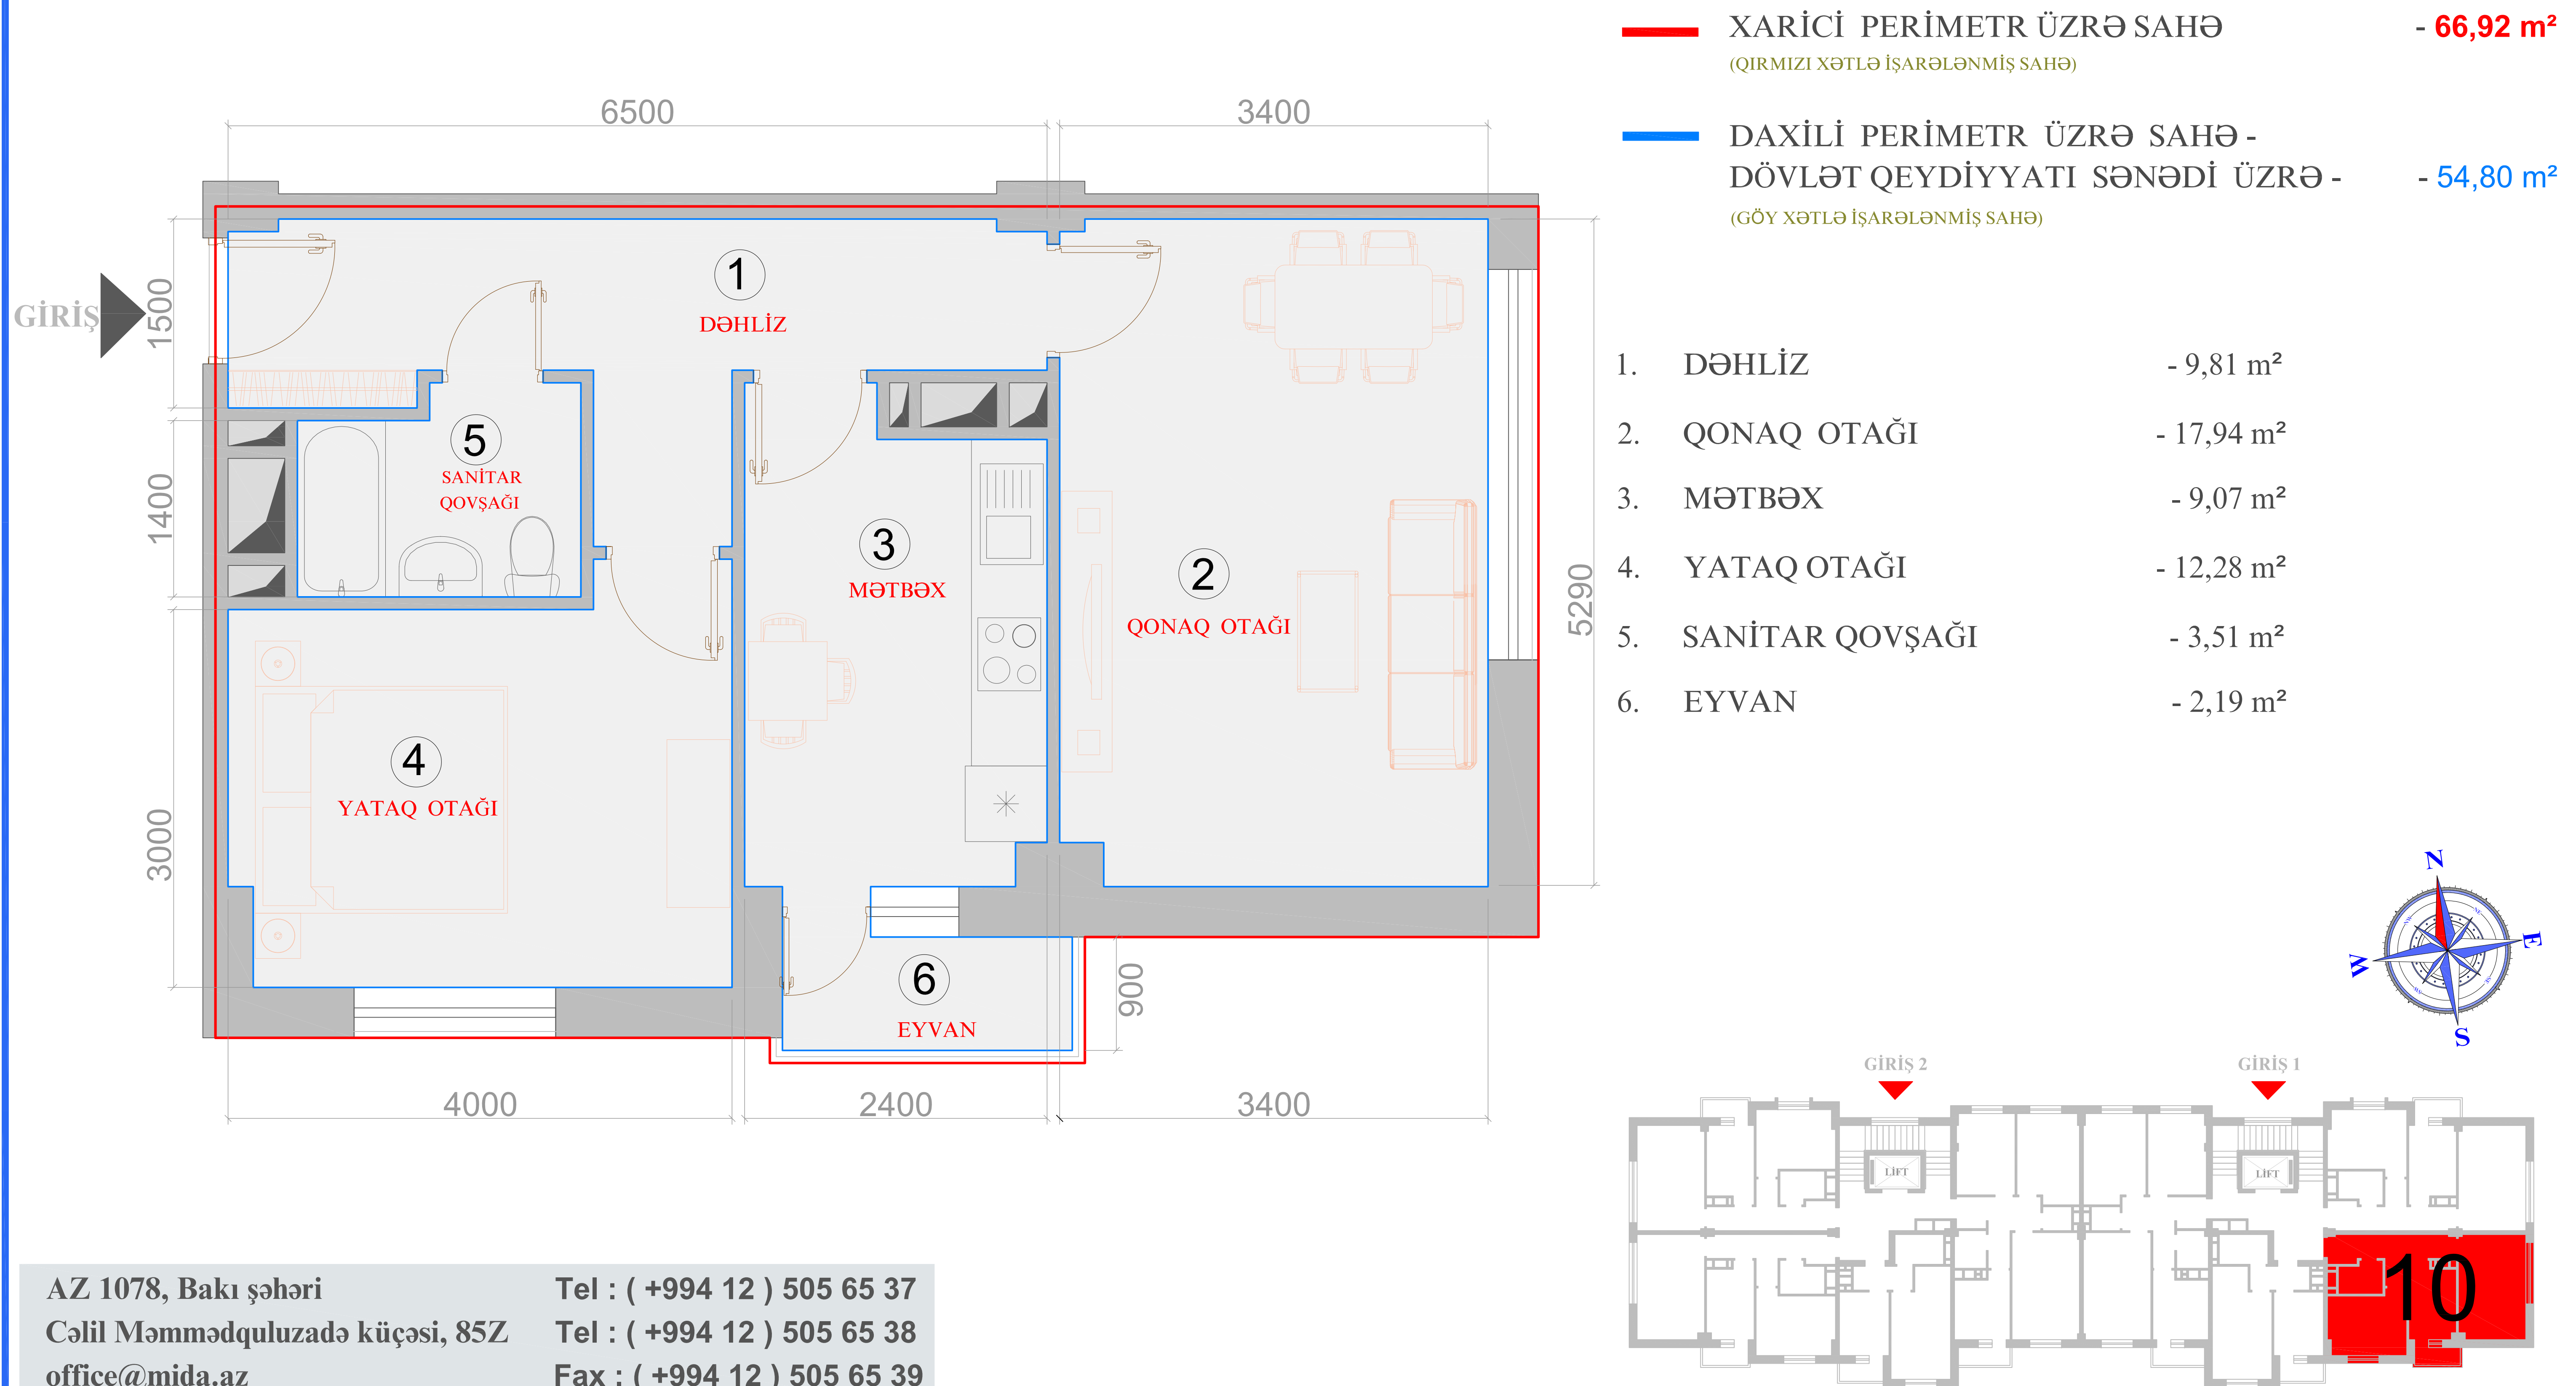 XARİCİ PERİMETR ÜZRƏ SAHƏ - 66,92 m²
(QIRMIZI XƏTLƏ İŞARƏLƏNMİŞ SAHƏ)
DAXİLİ PERİMETR ÜZRƏ SAHƏ -
DÖVLƏT QEYDİYYATI SƏNƏDİ ÜZRƏ - - 54,80 m²
(GÖY XƏTLƏ İŞARƏLƏNMİŞ SAHƏ)
6500
3400
GİRİŞ
1500
1400
3000
1
DƏHLİZ
5
SANİTAR
QOVŞAĞI
3
MƏTBƏX
2
QONAQ OTAĞI
4
YATAQ OTAĞI
6
EYVAN
5290
900
4000
2400
3400
1. DƏHLİZ - 9,81 m²
2. QONAQ OTAĞI - 17,94 m²
3. MƏTBƏX - 9,07 m²
4. YATAQ OTAĞI - 12,28 m²
5. SANİTAR QOVŞAĞI - 3,51 m²
6. EYVAN - 2,19 m²
N
E
W
S
GİRİŞ 2
GİRİŞ 1
LİFT
LİFT
10
AZ 1078, Bakı şəhəri Tel : ( +994 12 ) 505 65 37
Cəlil Məmmədquluzadə küçəsi, 85Z Tel : ( +994 12 ) 505 65 38
office@mida.az Fax : ( +994 12 ) 505 65 39